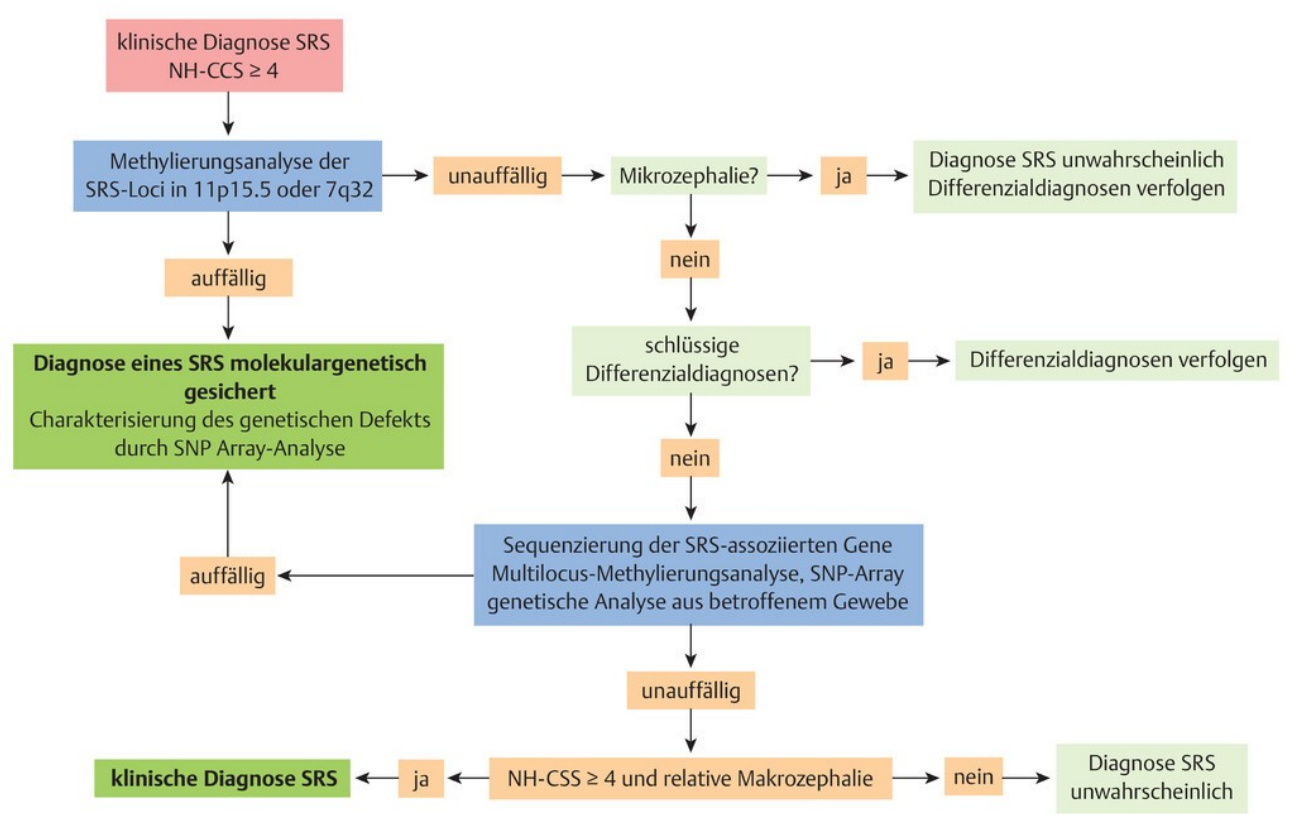 klinische Diagnose SRS
NH-CCS ≥ 4
Methylierungsanalyse der
SRS-Loci in 11p15.5 oder 7q32
unauffällig
Mikrozephalie?
ja
Diagnose SRS unwahrscheinlich
Differenzialdiagnosen verfolgen
auffällig
nein
Diagnose eines SRS molekulargenetisch
gesichert
Charakterisierung des genetischen Defekts
durch SNP Array-Analyse
schlüssige
Differenzialdiagnosen?
ja
Differenzialdiagnosen verfolgen
nein
Sequenzierung der SRS-assoziierten Gene
Multilocus-Methylierungsanalyse, SNP-Array
genetische Analyse aus betroffenem Gewebe
auffällig
unauffällig
klinische Diagnose SRS
ja
NH-CSS ≥ 4 und relative Makrozephalie
nein
Diagnose SRS
unwahrscheinlich